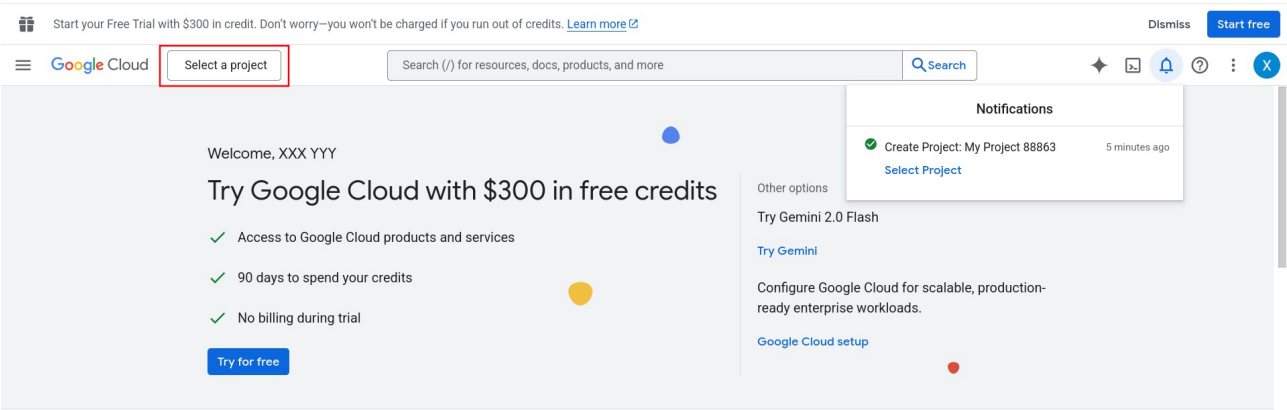 Start your Free Trial with $300 in credit. Don't worry—you won't be charged if you run out of credits. Learn more
Dismiss
Start free
Google Cloud
Select a project
Search (/) for resources, docs, products, and more
Search
X
Notifications
Create Project: My Project 88863
5 minutes ago
Select Project
Welcome, XXX YYY
Try Google Cloud with $300 in free credits
Access to Google Cloud products and services
90 days to spend your credits
No billing during trial
Try for free
Other options
Try Gemini 2.0 Flash
Try Gemini
Configure Google Cloud for scalable, production-
ready enterprise workloads.
Google Cloud setup